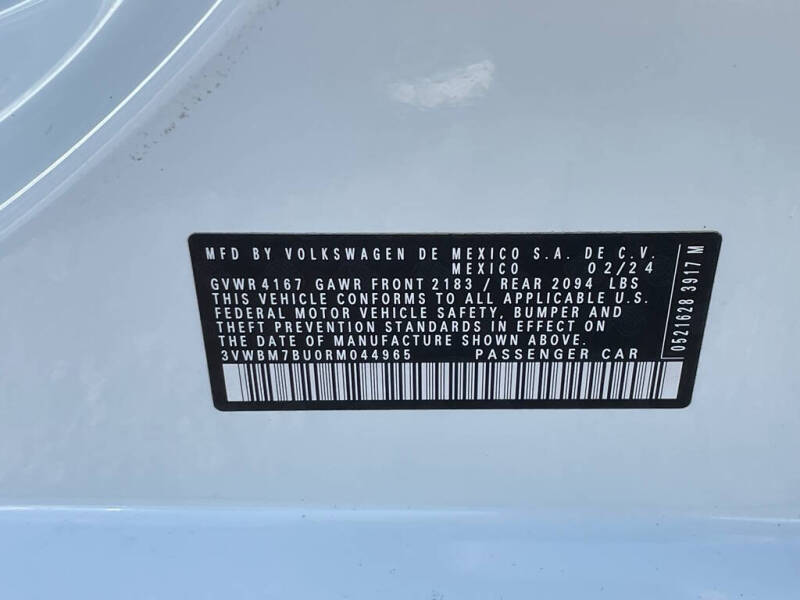 MFD BY VOLKSWAGEN DE MEXICO S.A. DE C.V.
MEXICO 02/24
GVWR 4167 GAWR FRONT 2183 / REAR 2094 LBS
THIS VEHICLE CONFORMS TO ALL APPLICABLE U.S.
FEDERAL MOTOR VEHICLE SAFETY, BUMPER AND
THEFT PREVENTION STANDARDS IN EFFECT ON
THE DATE OF MANUFACTURE SHOWN ABOVE.
3VWBM7BU0RM044965 PASSENGER CAR
0521628 3917 M